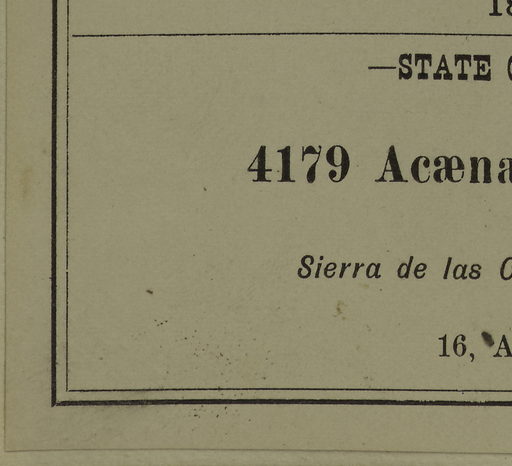 18
—STATE
4179 Acæna
Sierra de las
16, A